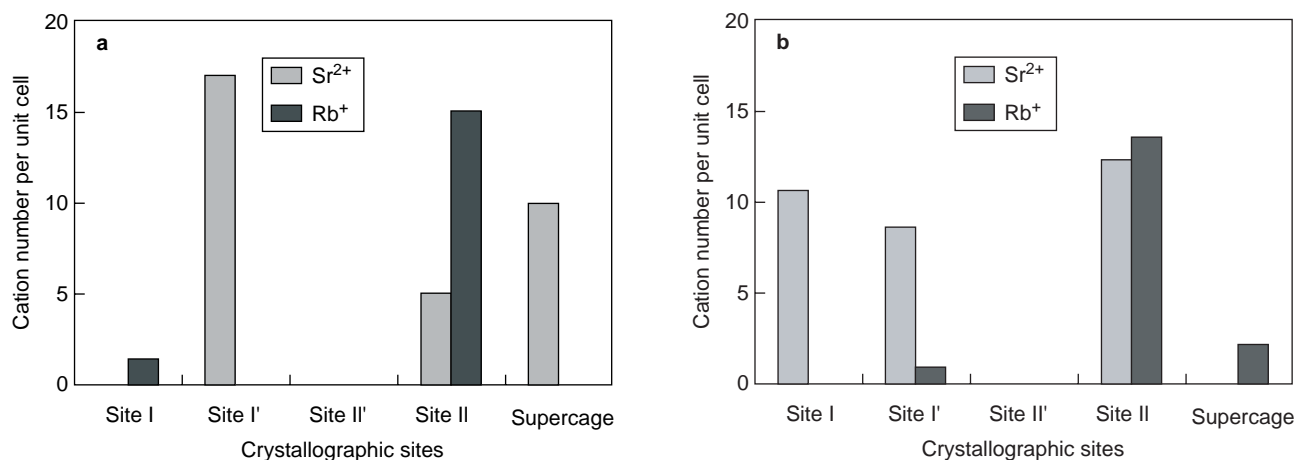 a
Sr2+
Rb+
20
15
10
5
0
Cation number per unit cell
Site I Site I' Site II' Site II Supercage
Crystallographic sites
b
Sr2+
Rb+
20
15
10
5
0
Cation number per unit cell
Site I Site I' Site II' Site II Supercage
Crystallographic sites